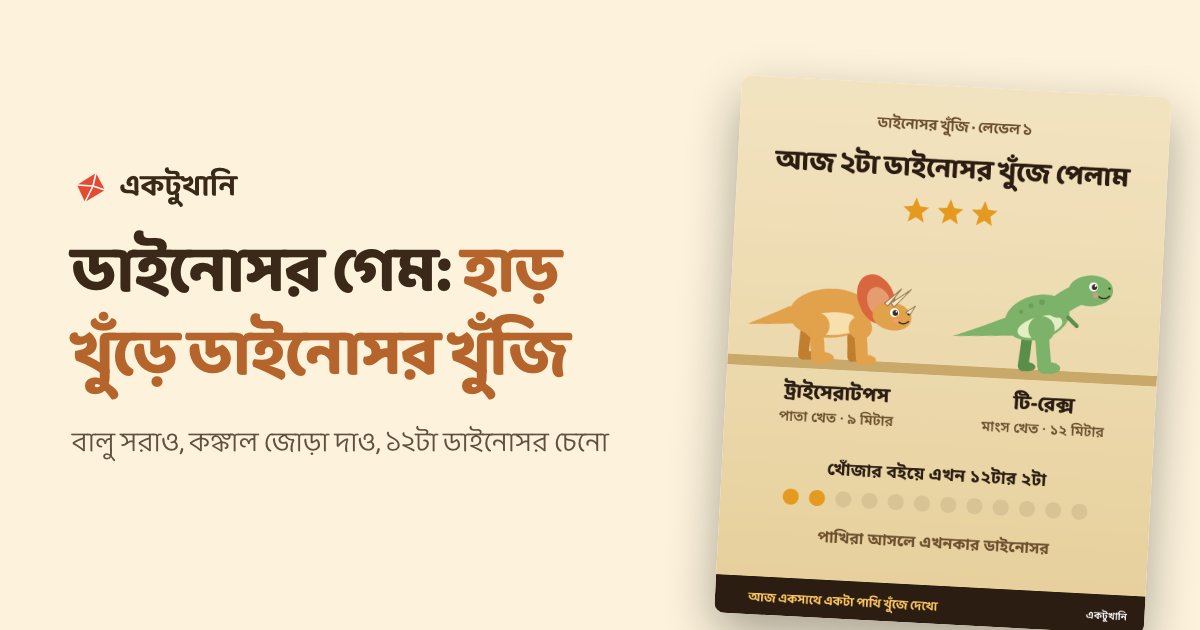 একটুখানি
ডাইনোসর গেম: হাড়
খুঁড়ে ডাইনোসর খুঁজি
বালু সরাও, কঙ্কাল জোড়া দাও, ১২টা ডাইনোসর চেনো
ডাইনোসর খুঁজি · লেভেল ১
আজ ২টা ডাইনোসর খুঁজে পেলাম
ট্রাইসেরাটপস
পাতা খেত · ৯ মিটার
টি-রেক্স
মাংস খেত · ১২ মিটার
খোঁজার বইয়ে এখন ১২টার ২টা
পাখিরা আসলে এখনকার ডাইনোসর
আজ একসাথে একটা পাখি খুঁজে দেখো
একটুখানি